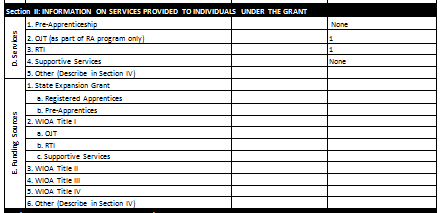 Section II: INFORMATION ON SERVICES PROVIDED TO INDIVIDUALS UNDER THE GRANT
D. Services
1. Pre-Apprenticeship None
2. OJT (as part of RA program only) 1
3. RTI 1
4. Supportive Services None
5. Other (Describe in Section IV)
E. Funding Sources
1. State Expansion Grant
a. Registered Apprentices
b. Pre-Apprentices
2. WIOA Title I
a. OJT
b. RTI
c. Supportive Services
3. WIOA Title II
4. WIOA Title III
5. WIOA Title IV
6. Other (Describe in Section IV)